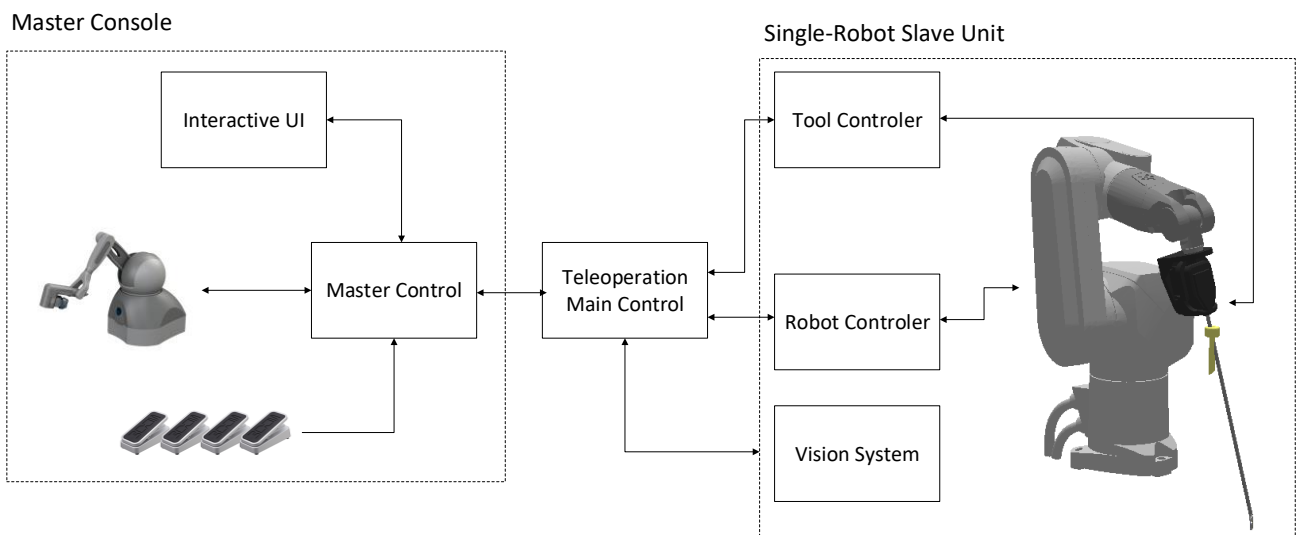 Master Console
Single-Robot Slave Unit
Interactive UI
Tool Controler
Master Control
Teleoperation
Main Control
Robot Controler
Vision System